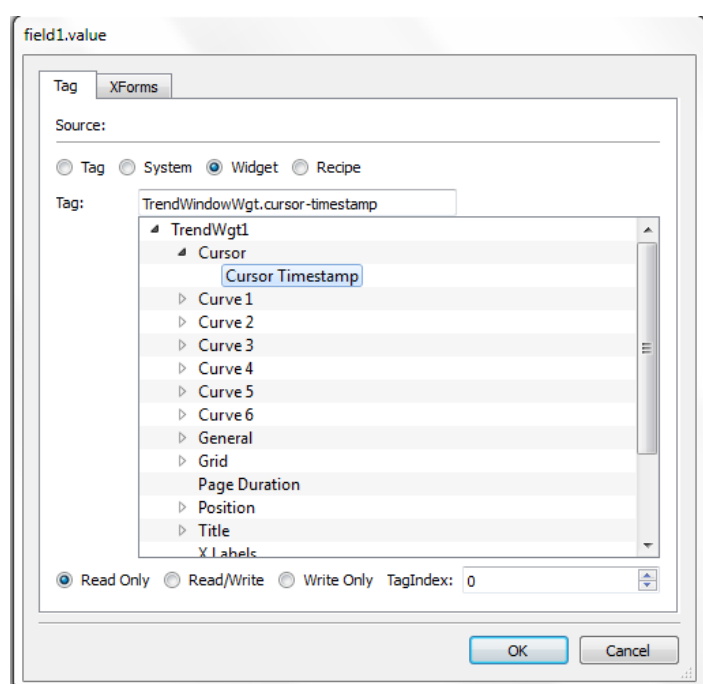 field1.value
Tag XForms
Source:
Tag System Widget Recipe
Tag: TrendWindowWgt.cursor-timestamp
TrendWgt1
Cursor
Cursor Timestamp
Curve 1
Curve 2
Curve 3
Curve 4
Curve 5
Curve 6
General
Grid
Page Duration
Position
Title
X Labels
Read Only Read/Write Write Only TagIndex: 0
OK Cancel